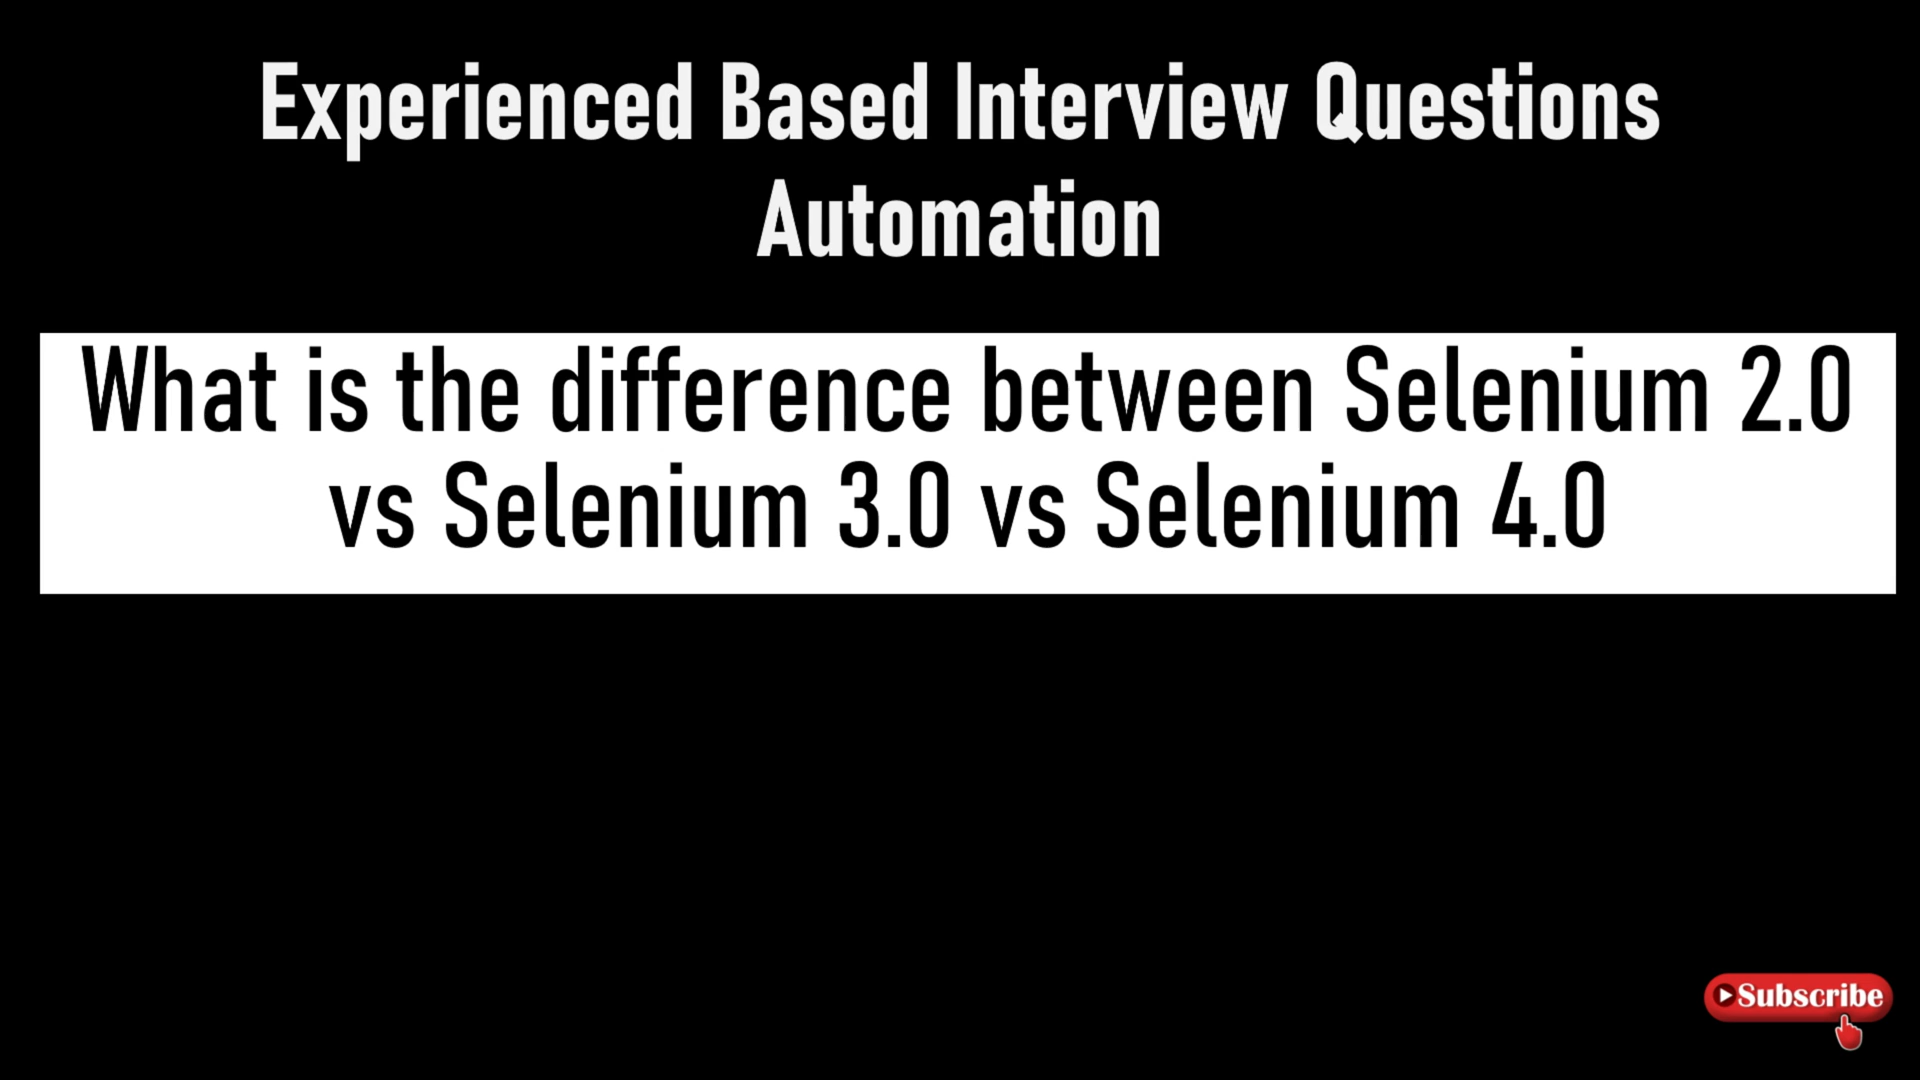 Experienced Based Interview Questions
Automation
What is the difference between Selenium 2.0
vs Selenium 3.0 vs Selenium 4.0
Subscribe